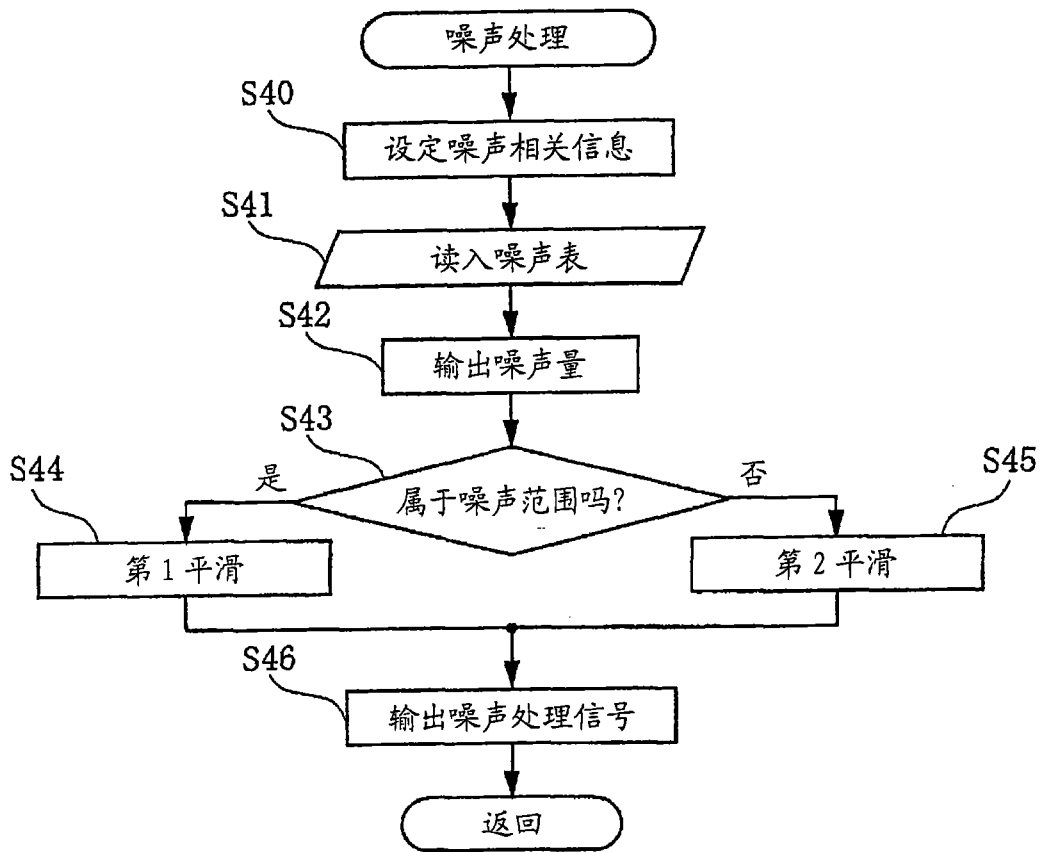 噪声处理
S40
设定噪声相关信息
S41
读入噪声表
S42
输出噪声量
S43
属于噪声范围吗?
是
否
S44
第1平滑
S45
第2平滑
S46
输出噪声处理信号
返回